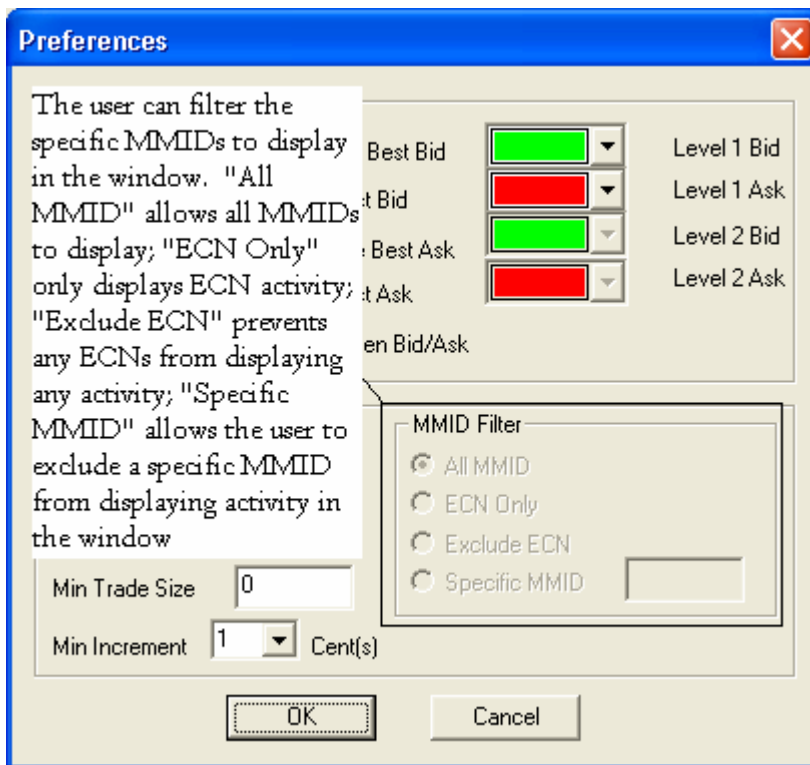 Preferences
The user can filter the
specific MMIDs to display
in the window. "All
MMID" allows all MMIDs
to display; "ECN Only"
only displays ECN activity;
"Exclude ECN" prevents
any ECNs from displaying
any activity; "Specific
MMID" allows the user to
exclude a specific MMID
from displaying activity in
the window
Best Bid
Level 1 Bid
t Bid
Level 1 Ask
Best Ask
Level 2 Bid
t Ask
Level 2 Ask
en Bid/Ask
MMID Filter
All MMID
ECN Only
Exclude ECN
Specific MMID
Min Trade Size 0
Min Increment 1 Cent(s)
OK
Cancel